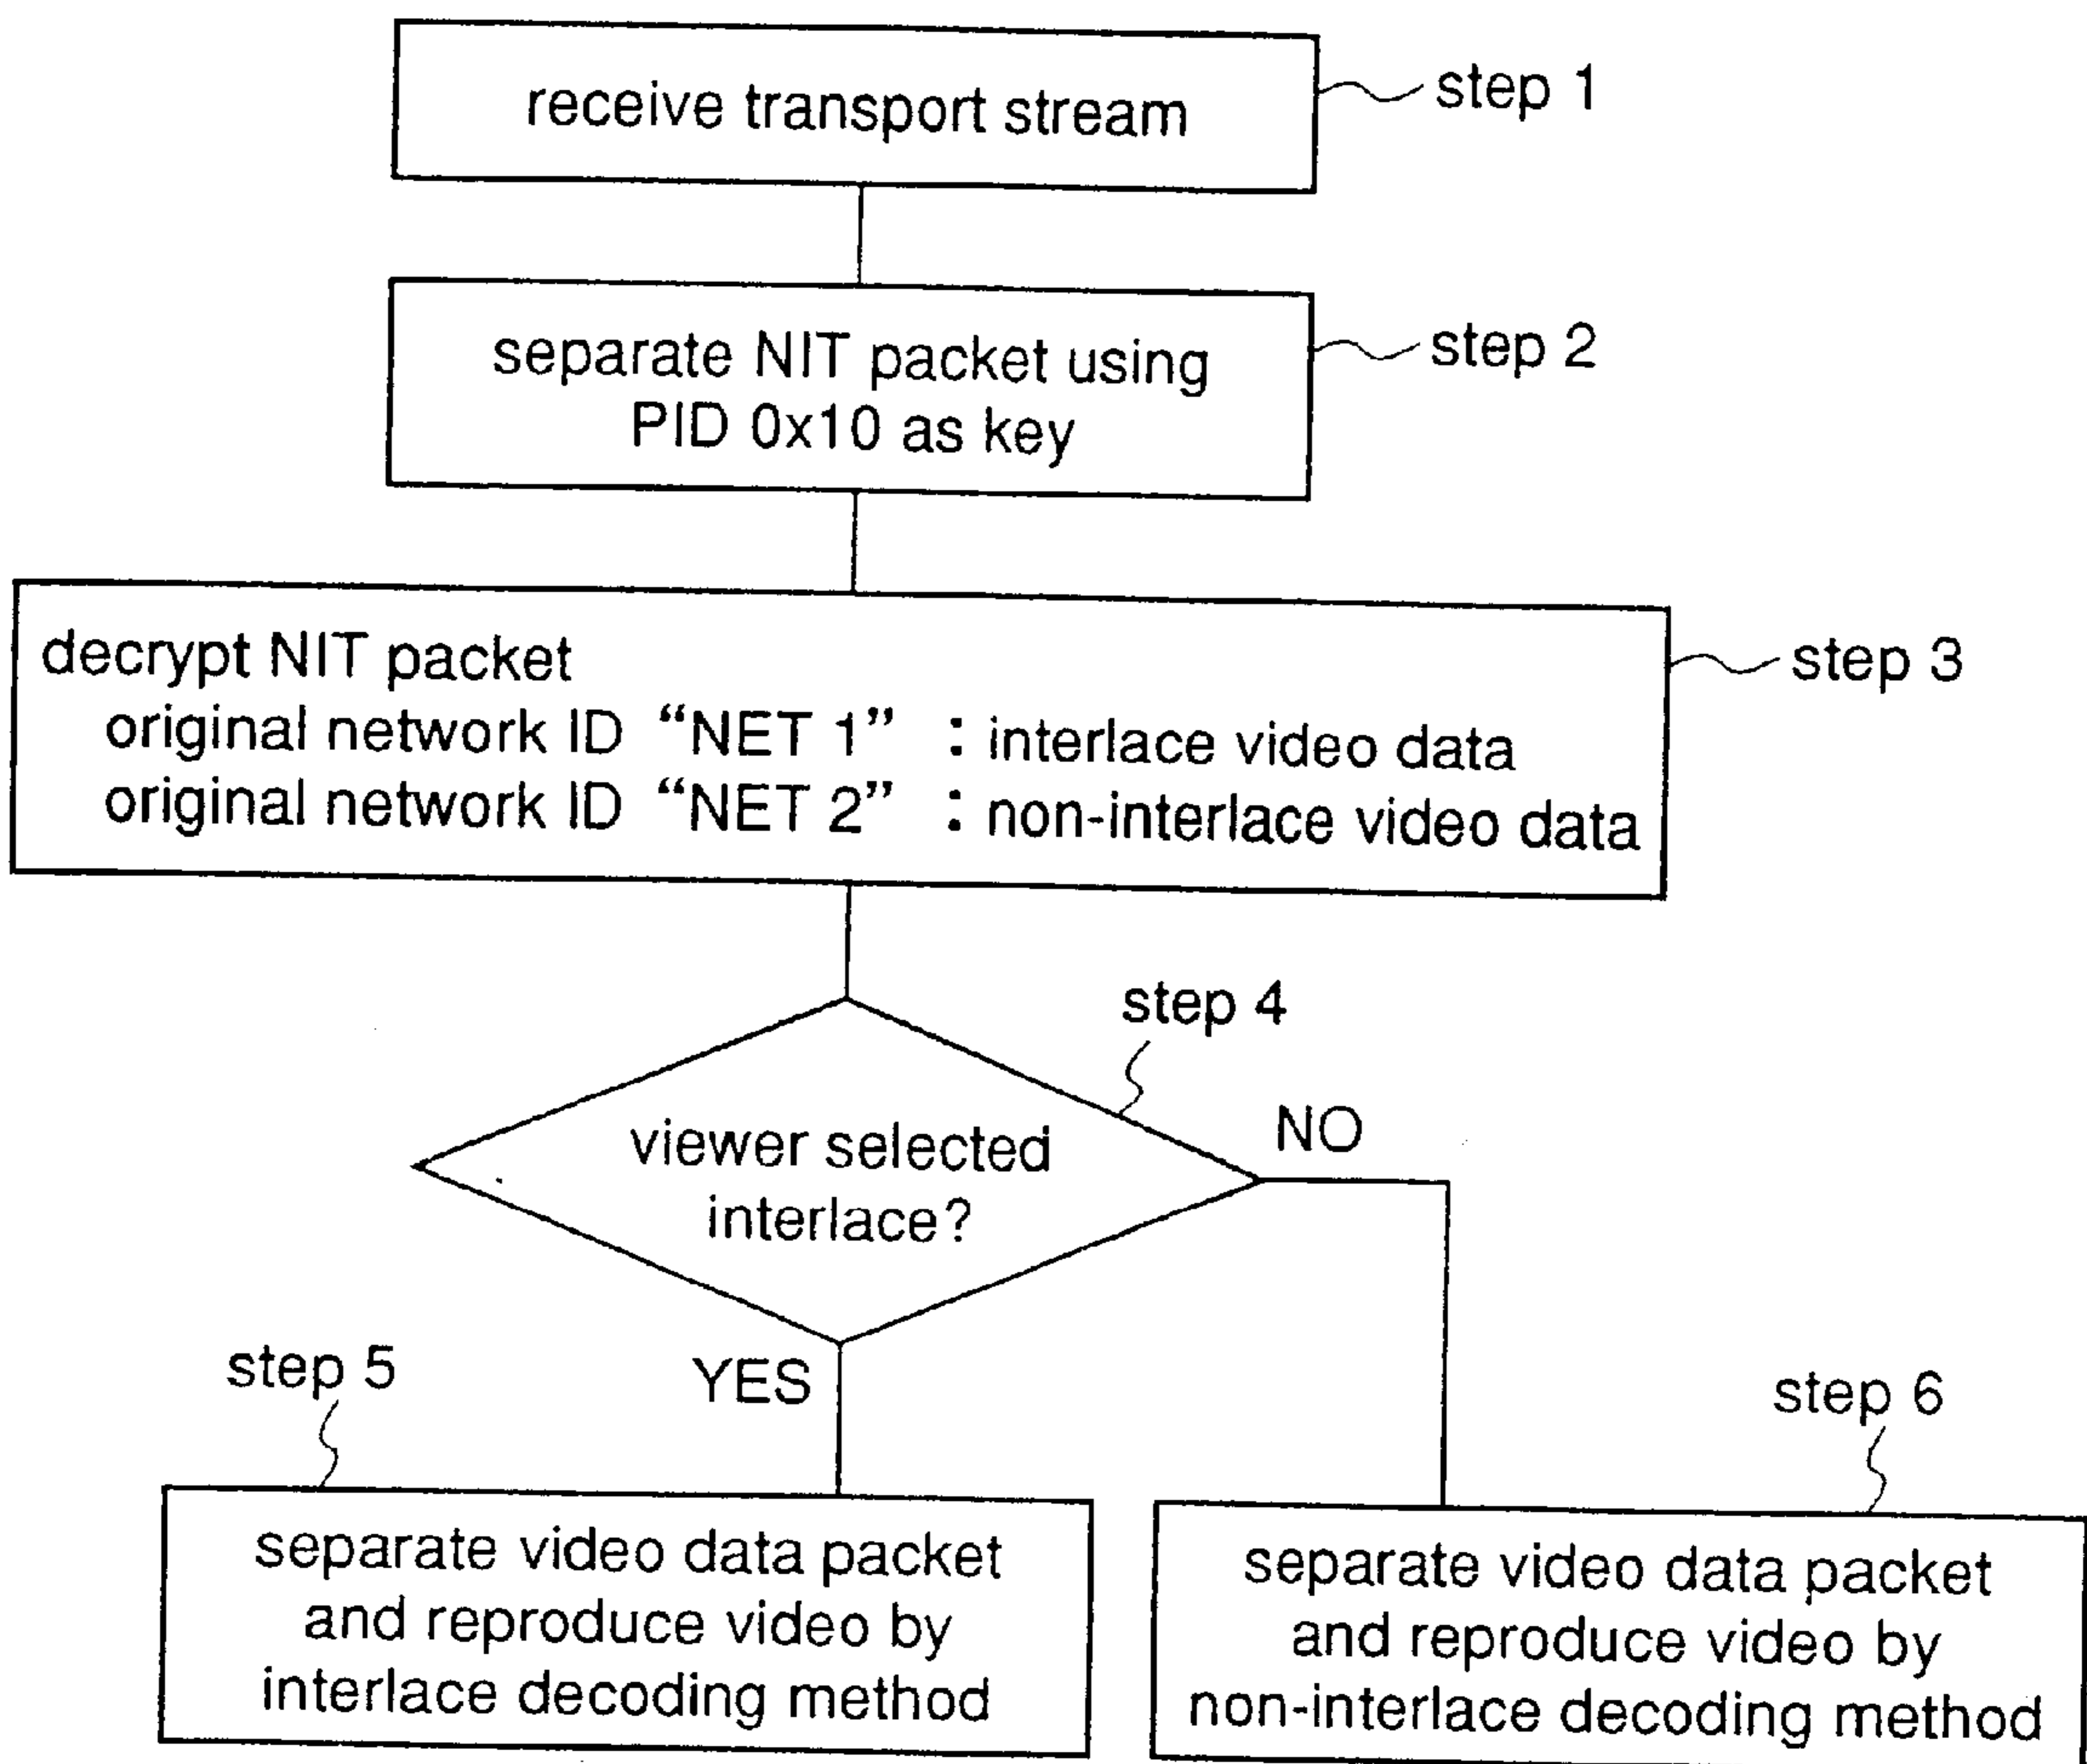 receive transport stream
step 1
separate NIT packet using
PID 0x10 as key
step 2
decrypt NIT packet
original network ID “NET 1” : interlace video data
original network ID “NET 2” : non-interlace video data
step 3
step 4
viewer selected
interlace?
NO
YES
step 5
separate video data packet
and reproduce video by
interlace decoding method
step 6
separate video data packet
and reproduce video by
non-interlace decoding method